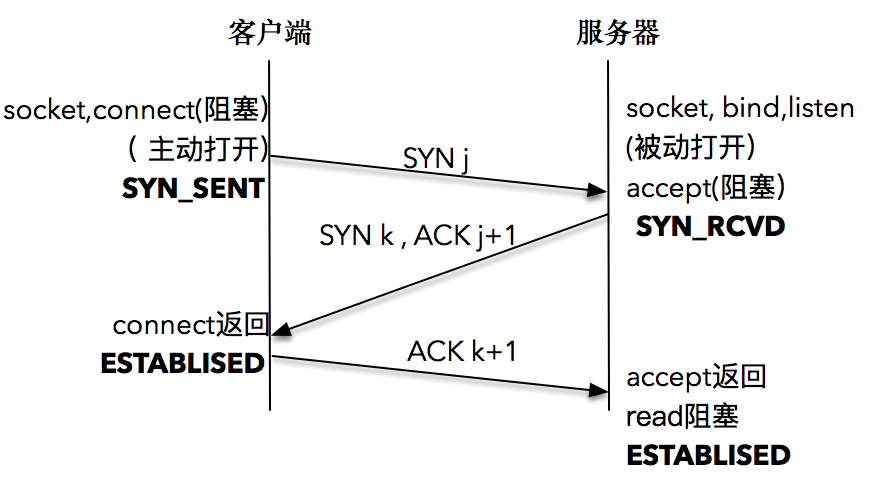 客户端
服务器
socket,connect(阻塞)
( 主动打开)
SYN_SENT
socket, bind,listen
(被动打开)
accept(阻塞)
SYN_RCVD
SYN j
SYN k , ACK j+1
connect返回
ESTABLISED
ACK k+1
accept返回
read阻塞
ESTABLISED